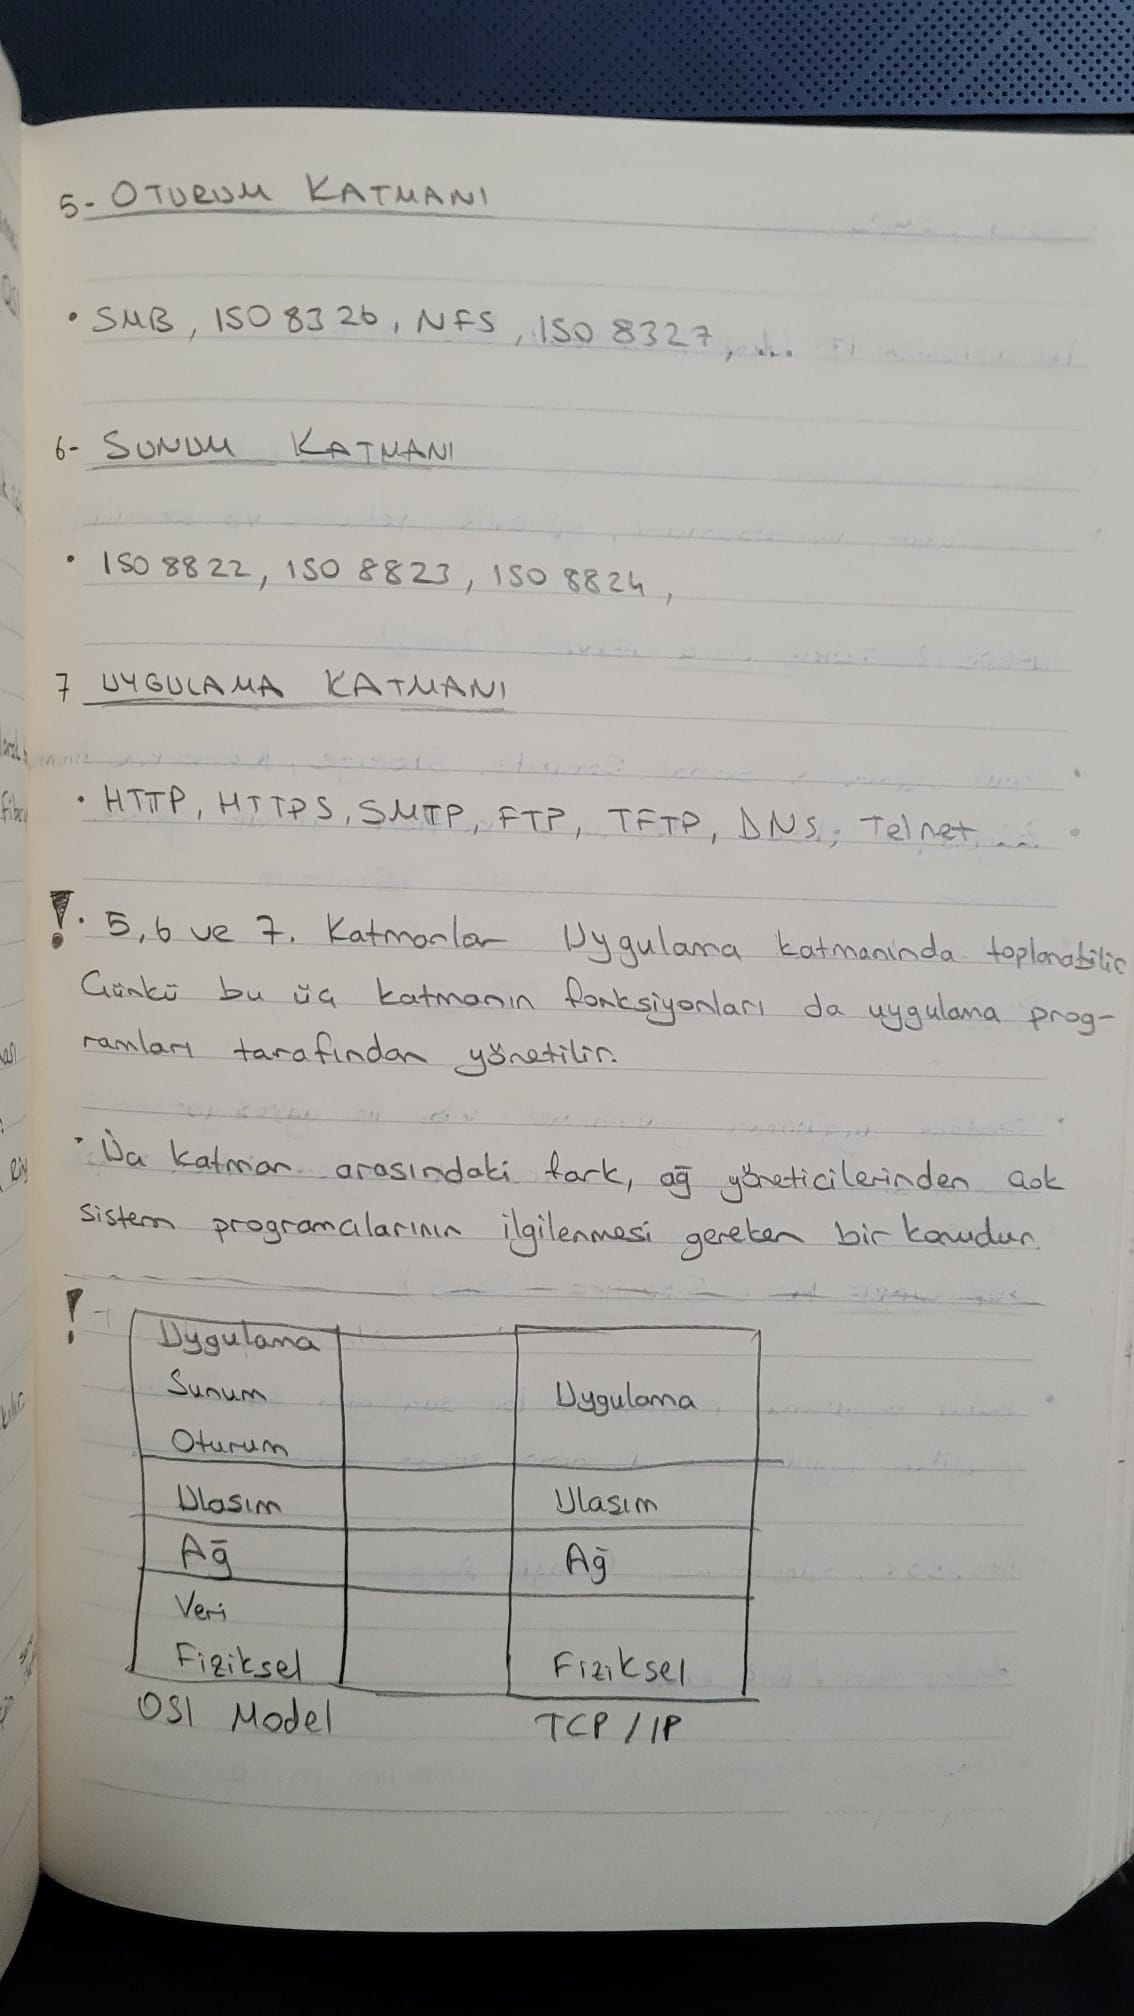 5- OTURUM KATMANI
• SMB, ISO 8326, NFS, ISO 8327, ...
6- SUNUM KATMANI
• ISO 8822, ISO 8823, ISO 8824,
7 UYGULAMA KATMANI
• HTTP, HTTPS, SMTP, FTP, TFTP, DNS, Telnet, ...
! • 5, 6 ve 7. Katmanlar Uygulama katmanında toplanabilir
Çünkü bu üç katmanın fonksiyonları da uygulama prog-
ramları tarafından yönetilir.
• Üç katman arasındaki fark, ağ yöneticilerinden çok
sistem programcılarının ilgilenmesi gereken bir konudur.
!
Uygulama
Sunum Uygulama
Oturum
Ulaşım Ulaşım
Ağ Ağ
Veri
Fiziksel Fiziksel
OSI Model TCP / IP